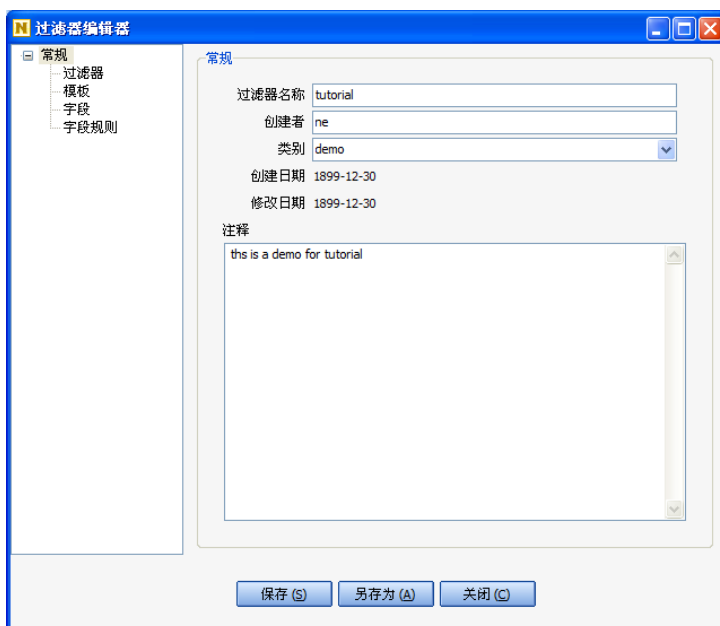 N 过滤器编辑器
常规
过滤器
模板
字段
字段规则
常规
过滤器名称 tutorial
创建者 ne
类别 demo
创建日期 1899-12-30
修改日期 1899-12-30
注释
ths is a demo for tutorial
保存 (S) 另存为 (A) 关闭 (C)